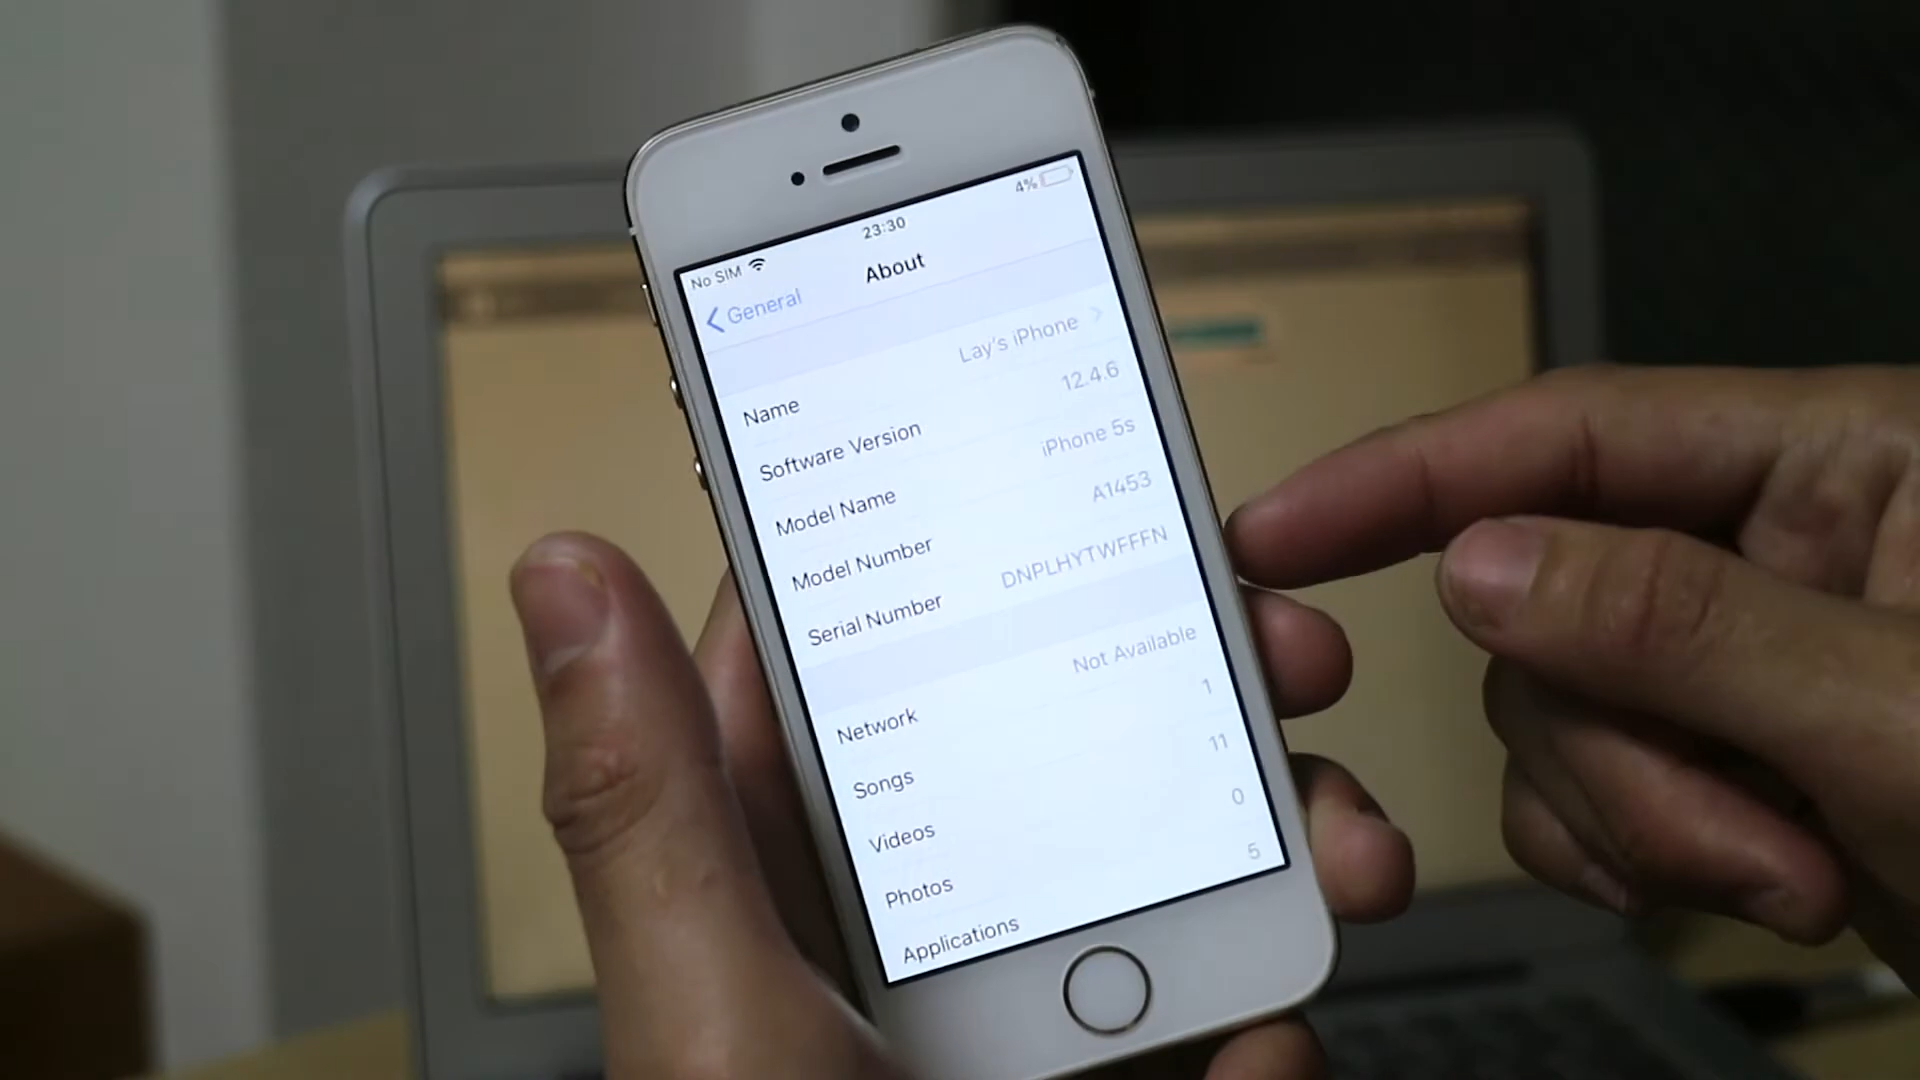 No SIM 23:30 4%
General About
Name Lay's iPhone
Software Version 12.4.6
Model Name iPhone 5s
Model Number A1453
Serial Number DNPLHYTWFFFN
Network Not Available
Songs 1
Videos 11
Photos 0
Applications 5